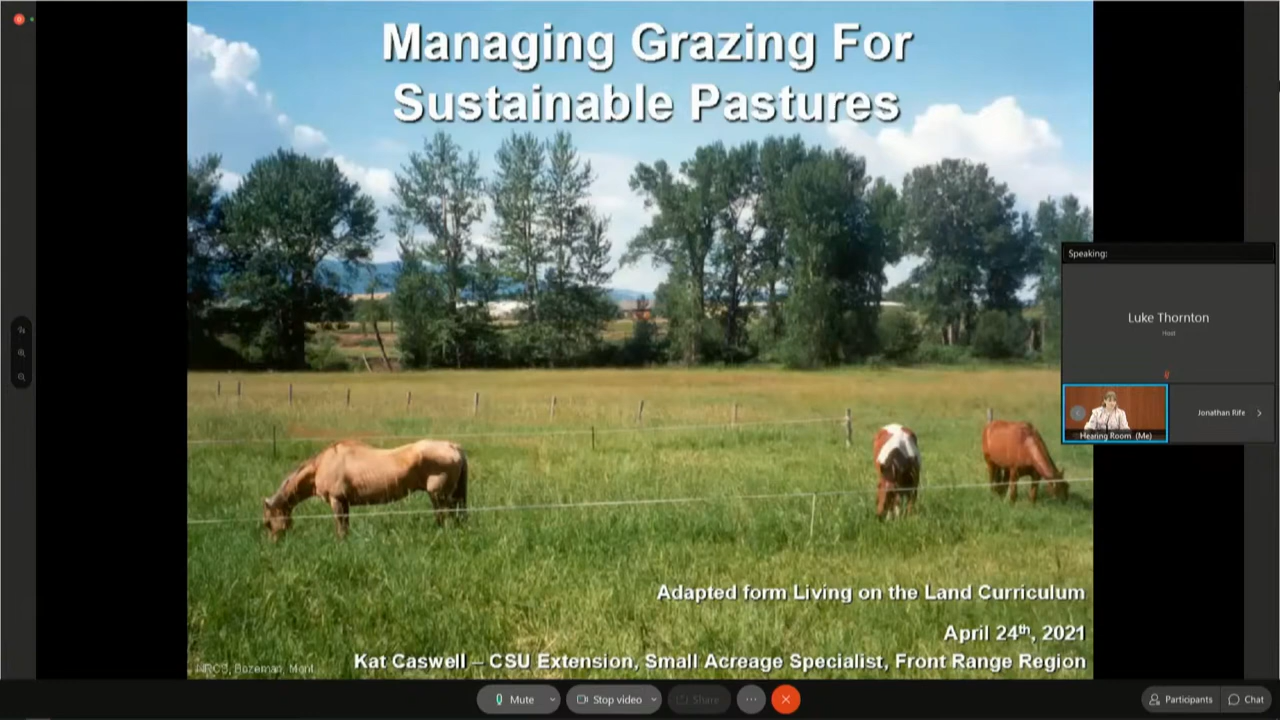 Managing Grazing For
Sustainable Pastures
Speaking:
Luke Thornton
Host
Hearing Room (Me)
Jonathan Rife
Adapted form Living on the Land Curriculum
April 24th, 2021
NRCS, Bozeman, Mont
Kat Caswell – CSU Extension, Small Acreage Specialist, Front Range Region
Mute
Stop video
Share
Participants
Chat